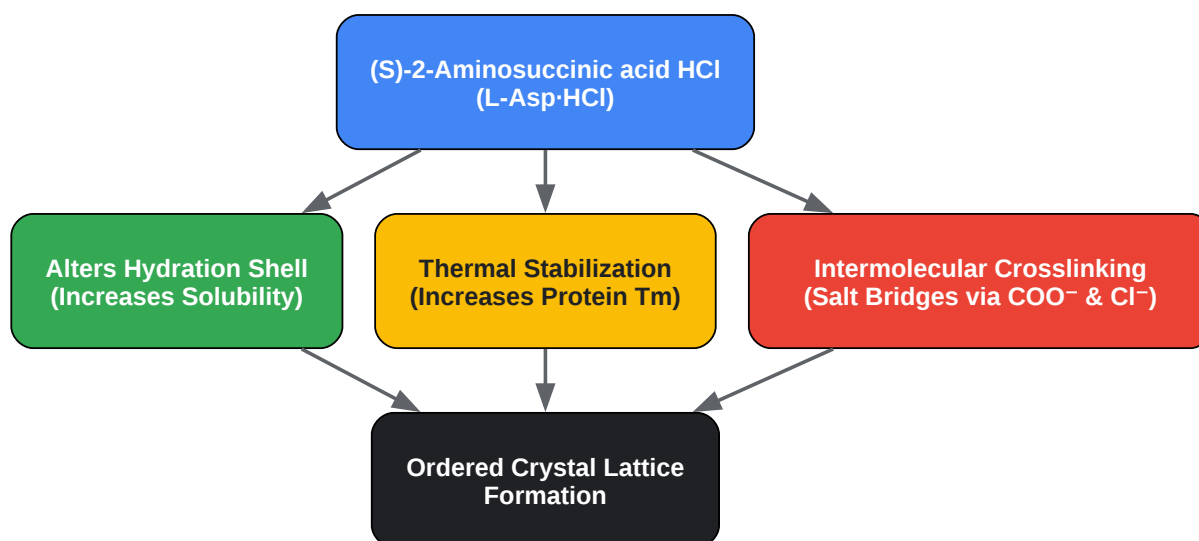 (S)-2-Aminosuccinic acid HCl
(L-Asp·HCl)
Alters Hydration Shell
(Increases Solubility)
Thermal Stabilization
(Increases Protein Tm)
Intermolecular Crosslinking
(Salt Bridges via COO⁻ & Cl⁻)
Ordered Crystal Lattice
Formation